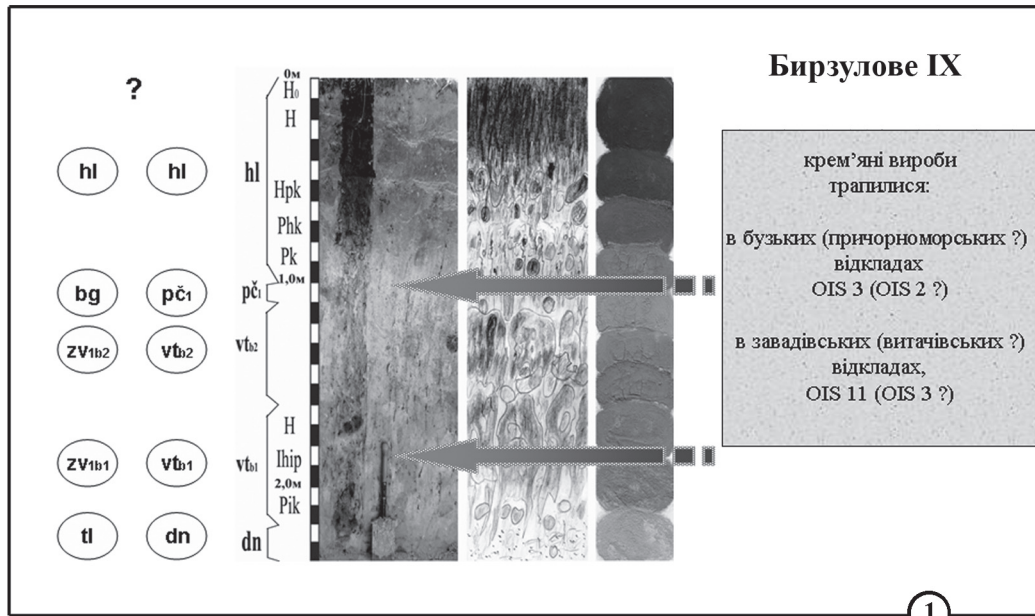 Бирзулове IX
?
0м
H₀
H
hl
hl
hl
Hpk
Phk
Pk
1,0м
bg
pč₁
pč₁
zv₁b₂
vtb₂
vtb₂
H
zv₁b₁
vtb₁
vtb₁
Ihip
2,0м
Pik
tl
dn
dn
крем’яні вироби
трапилися:
в бузьких (причорноморських ?)
відкладах
OIS 3 (OIS 2 ?)
в завадівських (витачівських ?)
відкладах,
OIS 11 (OIS 3 ?)
1